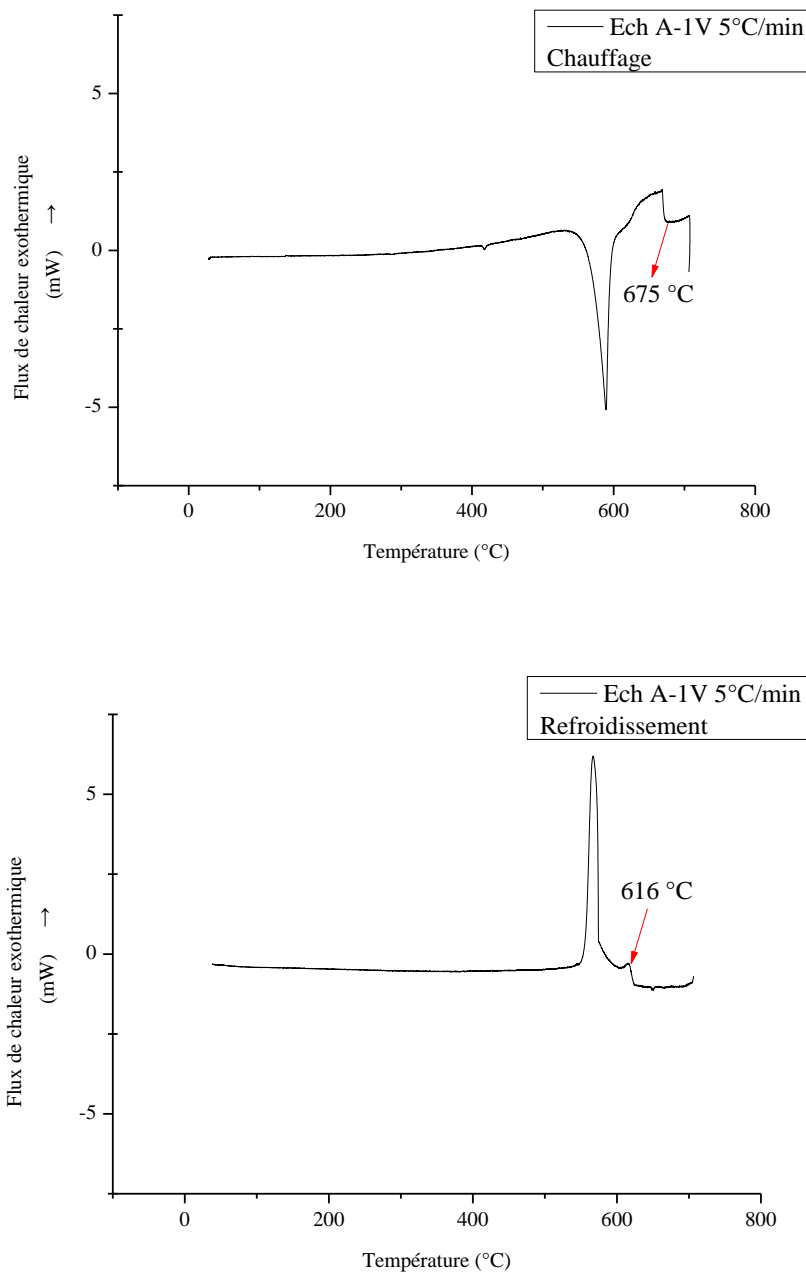 Ech A-1V 5°C/min
Chauffage
5
0
-5
Flux de chaleur exothermique
(mW) →
675 °C
0 200 400 600 800
Température (°C)
Ech A-1V 5°C/min
Refroidissement
5
0
-5
Flux de chaleur exothermique
(mW) →
616 °C
0 200 400 600 800
Température (°C)